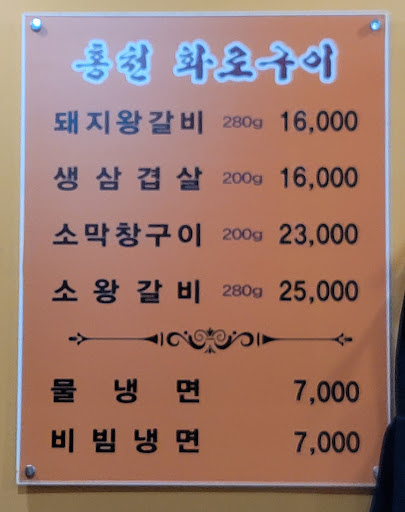 홍천 화로구이
돼지왕갈비 280g 16,000
생삼겹살 200g 16,000
소막창구이 200g 23,000
소왕갈비 280g 25,000
물냉면 7,000
비빔냉면 7,000